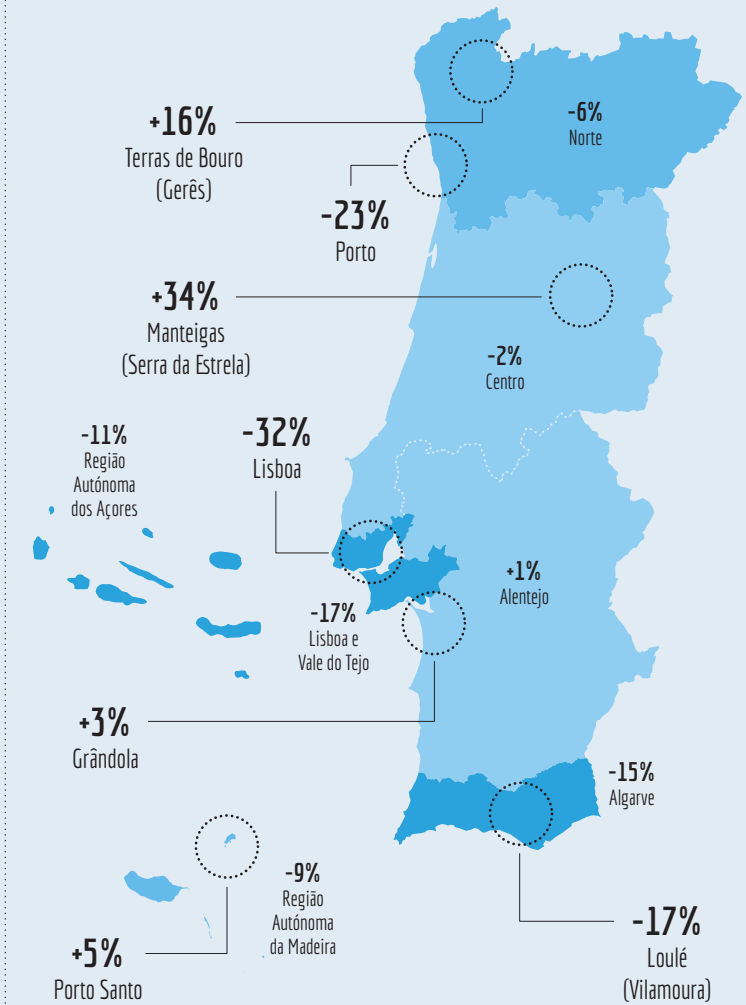 +16%
Terras de Bouro
(Gerês)
-6%
Norte
-23%
Porto
+34%
Manteigas
(Serra da Estrela)
-2%
Centro
-11%
Região
Autónoma
dos Açores
-32%
Lisboa
+1%
Alentejo
-17%
Lisboa e
Vale do Tejo
+3%
Grândola
-15%
Algarve
-9%
Região
Autónoma
da Madeira
+5%
Porto Santo
-17%
Loulé
(Vilamoura)